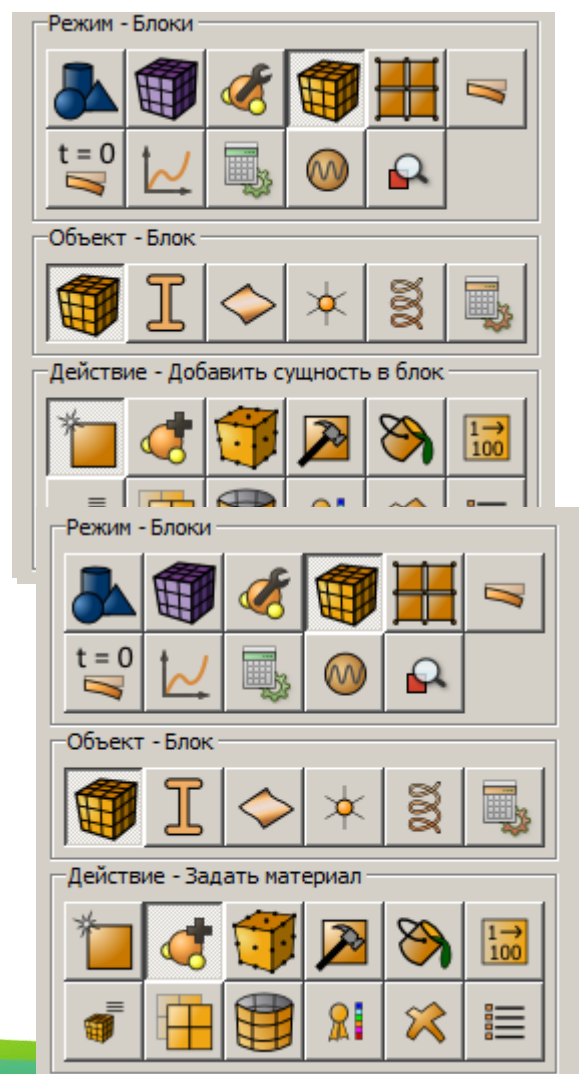 Режим - Блоки
t = 0
Объект - Блок
Действие - Добавить сущность в блок
1→
100
Режим - Блоки
t = 0
Объект - Блок
Действие - Задать материал
1→
100